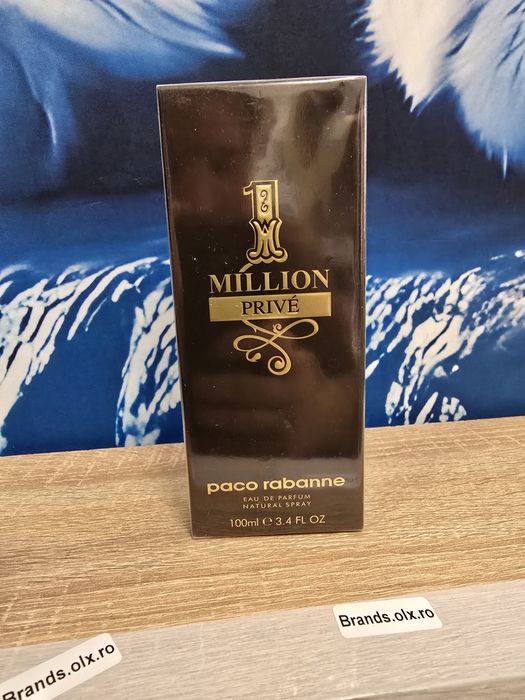 1
MILLION
PRIVÉ
paco rabanne
EAU DE PARFUM
NATURAL SPRAY
100ml ℮ 3.4 FL OZ
Brands.olx.ro
Brands.olx.ro